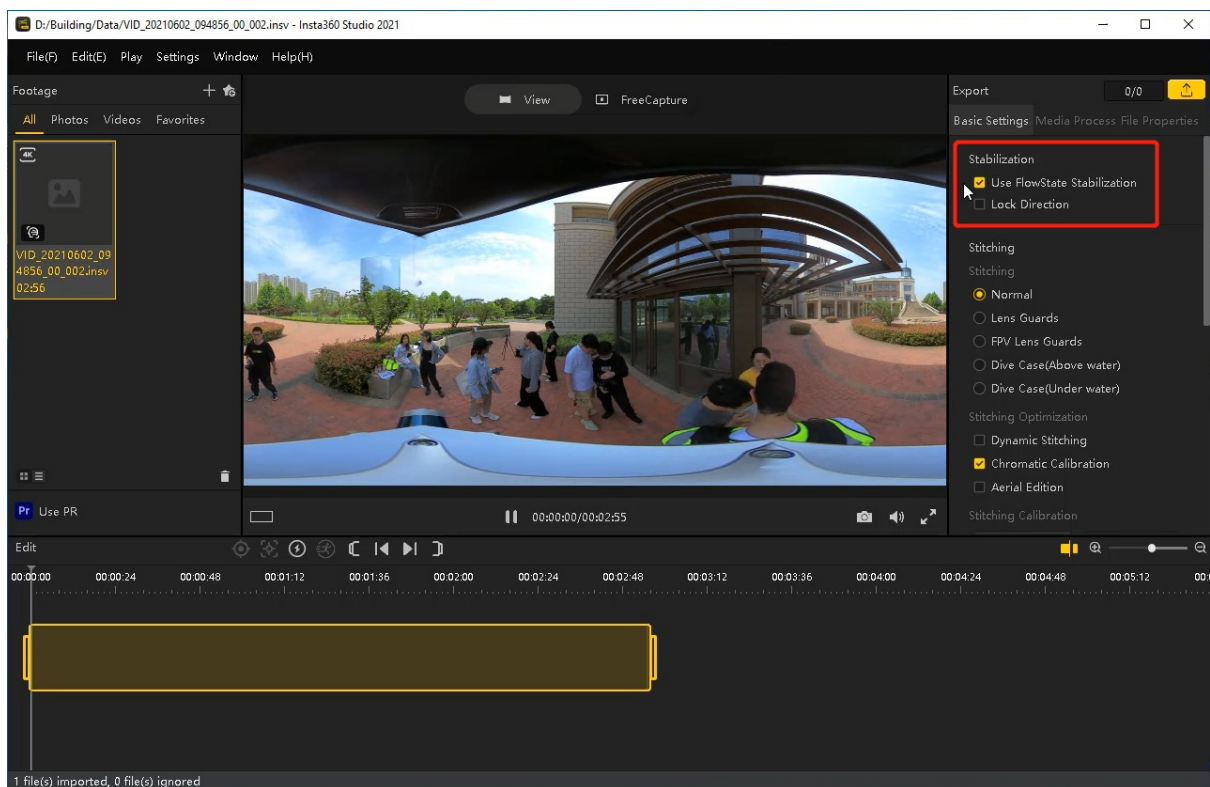 D:/Building/Data/VID_20210602_094856_00_002.insv - Insta360 Studio 2021
File(F) Edit(E) Play Settings Window Help(H)
Footage
All Photos Videos Favorites
4K
VID_20210602_09
4856_00_002.insv
02:56
Pr Use PR
View FreeCapture
00:00:00/00:02:55
Export 0/0
Basic Settings Media Process File Properties
Stabilization
Use FlowState Stabilization
Lock Direction
Stitching
Stitching
Normal
Lens Guards
FPV Lens Guards
Dive Case(Above water)
Dive Case(Under water)
Stitching Optimization
Dynamic Stitching
Chromatic Calibration
Aerial Edition
Stitching Calibration
Edit
00:00:00 00:00:24 00:00:48 00:01:12 00:01:36 00:02:00 00:02:24 00:02:48 00:03:12 00:03:36 00:04:00 00:04:24 00:04:48 00:05:12 00:
1 file(s) imported, 0 file(s) ignored